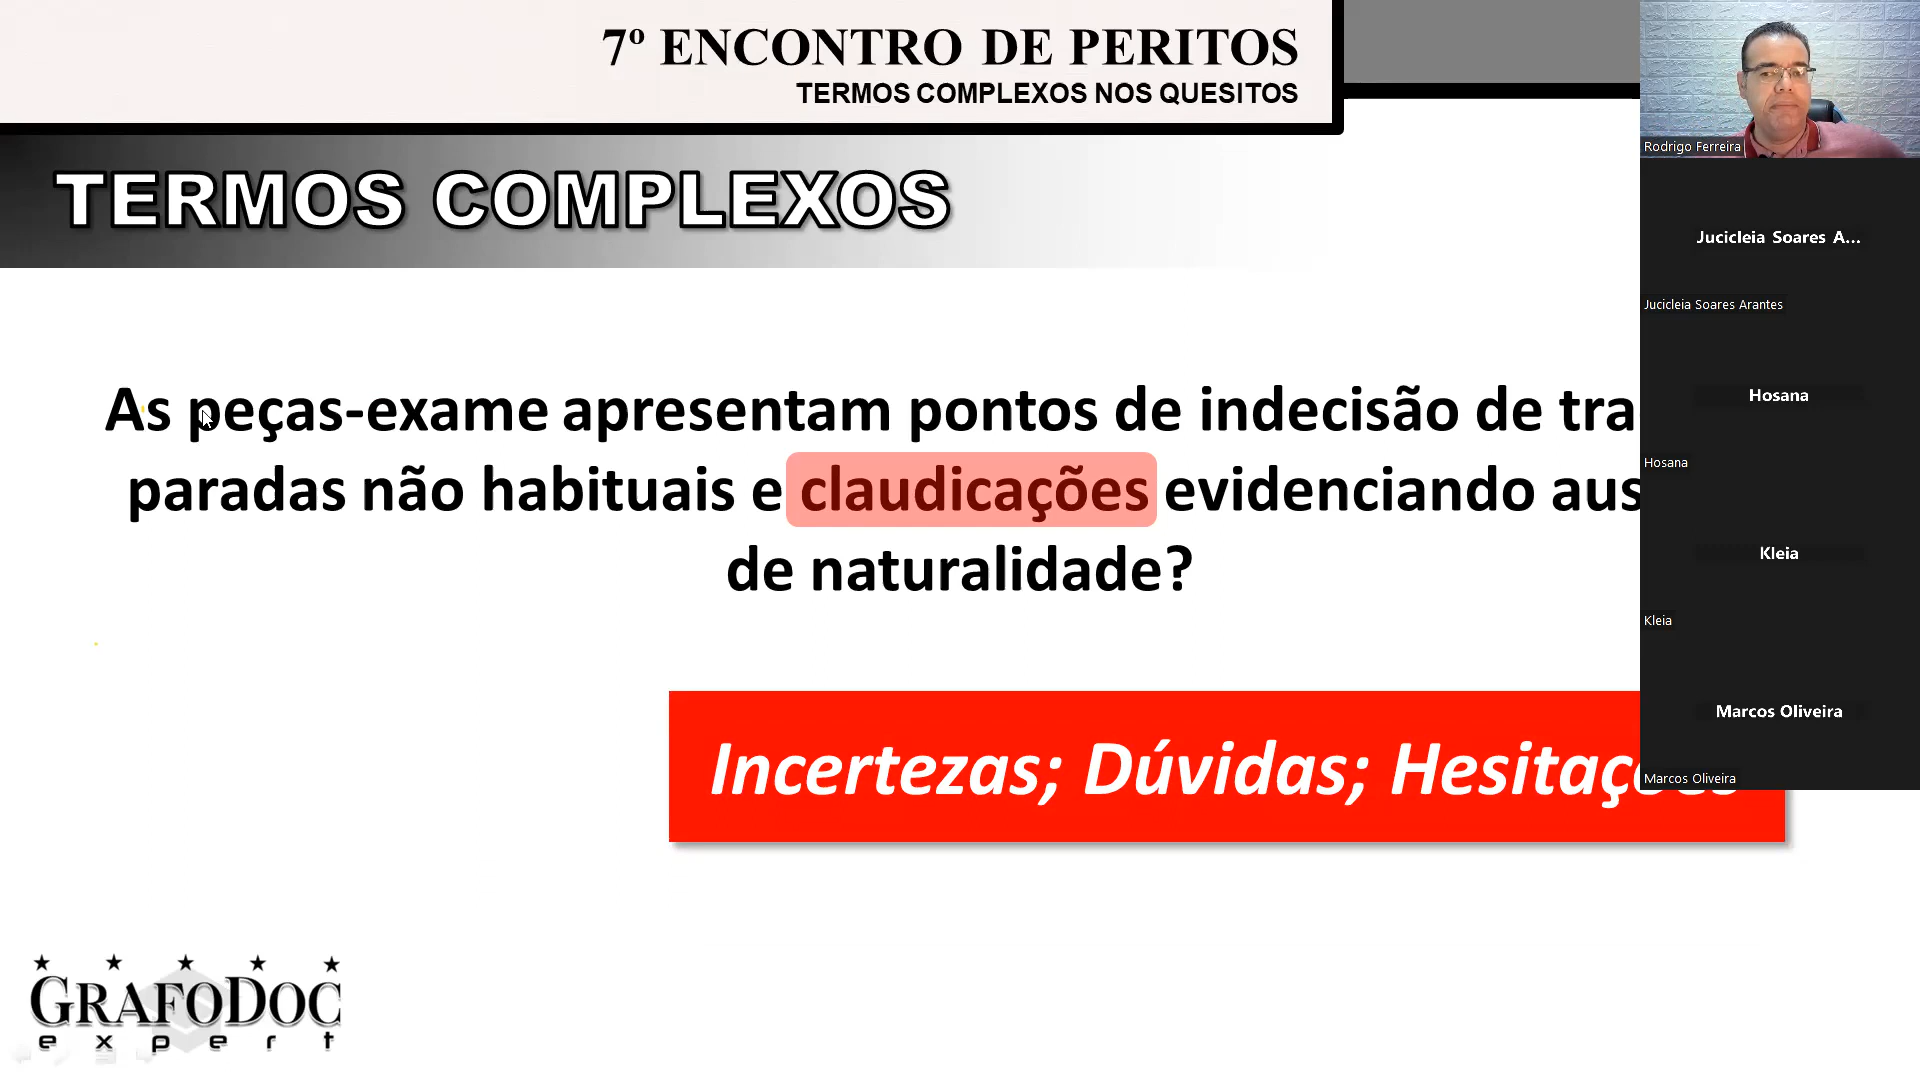 7º ENCONTRO DE PERITOS
TERMOS COMPLEXOS NOS QUESITOS
TERMOS COMPLEXOS
As peças-exame apresentam pontos de indecisão de tra
paradas não habituais e claudicações evidenciando aus
de naturalidade?
Incertezas; Dúvidas; Hesitações
GRAFODOC
expert
Rodrigo Ferreira
Jucicleia Soares A...
Jucicleia Soares Arantes
Hosana
Hosana
Kleia
Kleia
Marcos Oliveira
Marcos Oliveira